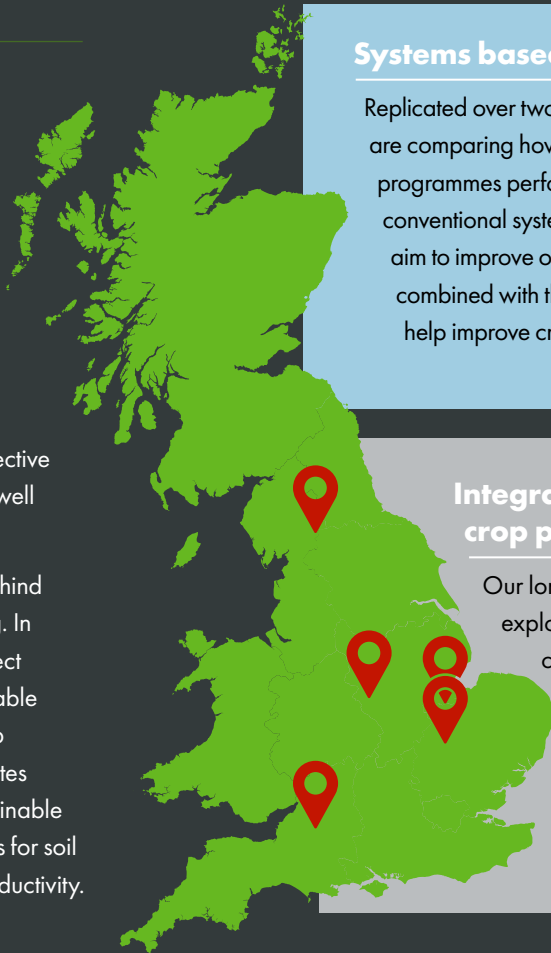 Systems based
Replicated over two
are comparing how
programmes perfo
conventional syste
aim to improve o
combined with t
help improve cr
ective
well
hind
. In
ect
able
o
tes
inable
s for soil
ductivity.
Integra
crop p
Our lon
explo
o